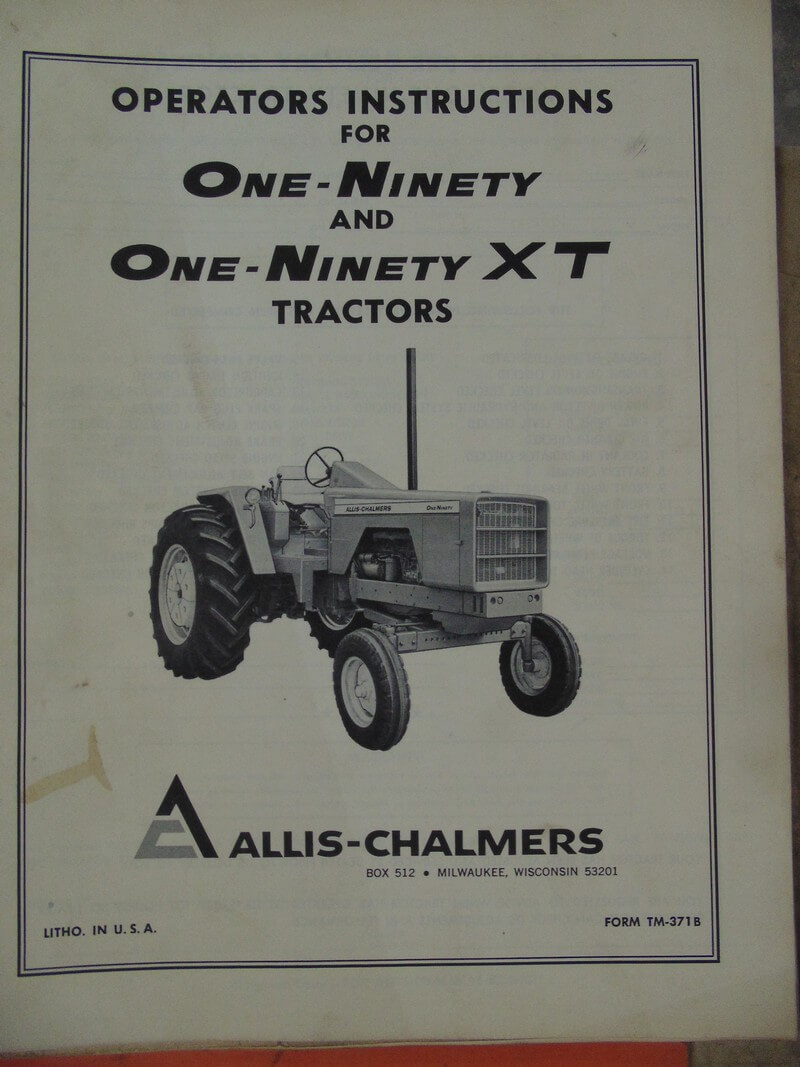 OPERATORS INSTRUCTIONS
FOR
ONE-NINETY
AND
ONE-NINETY XT
TRACTORS
ALLIS-CHALMERS ONE-NINETY
ALLIS-CHALMERS
BOX 512 • MILWAUKEE, WISCONSIN 53201
LITHO. IN U.S.A.
FORM TM-371B